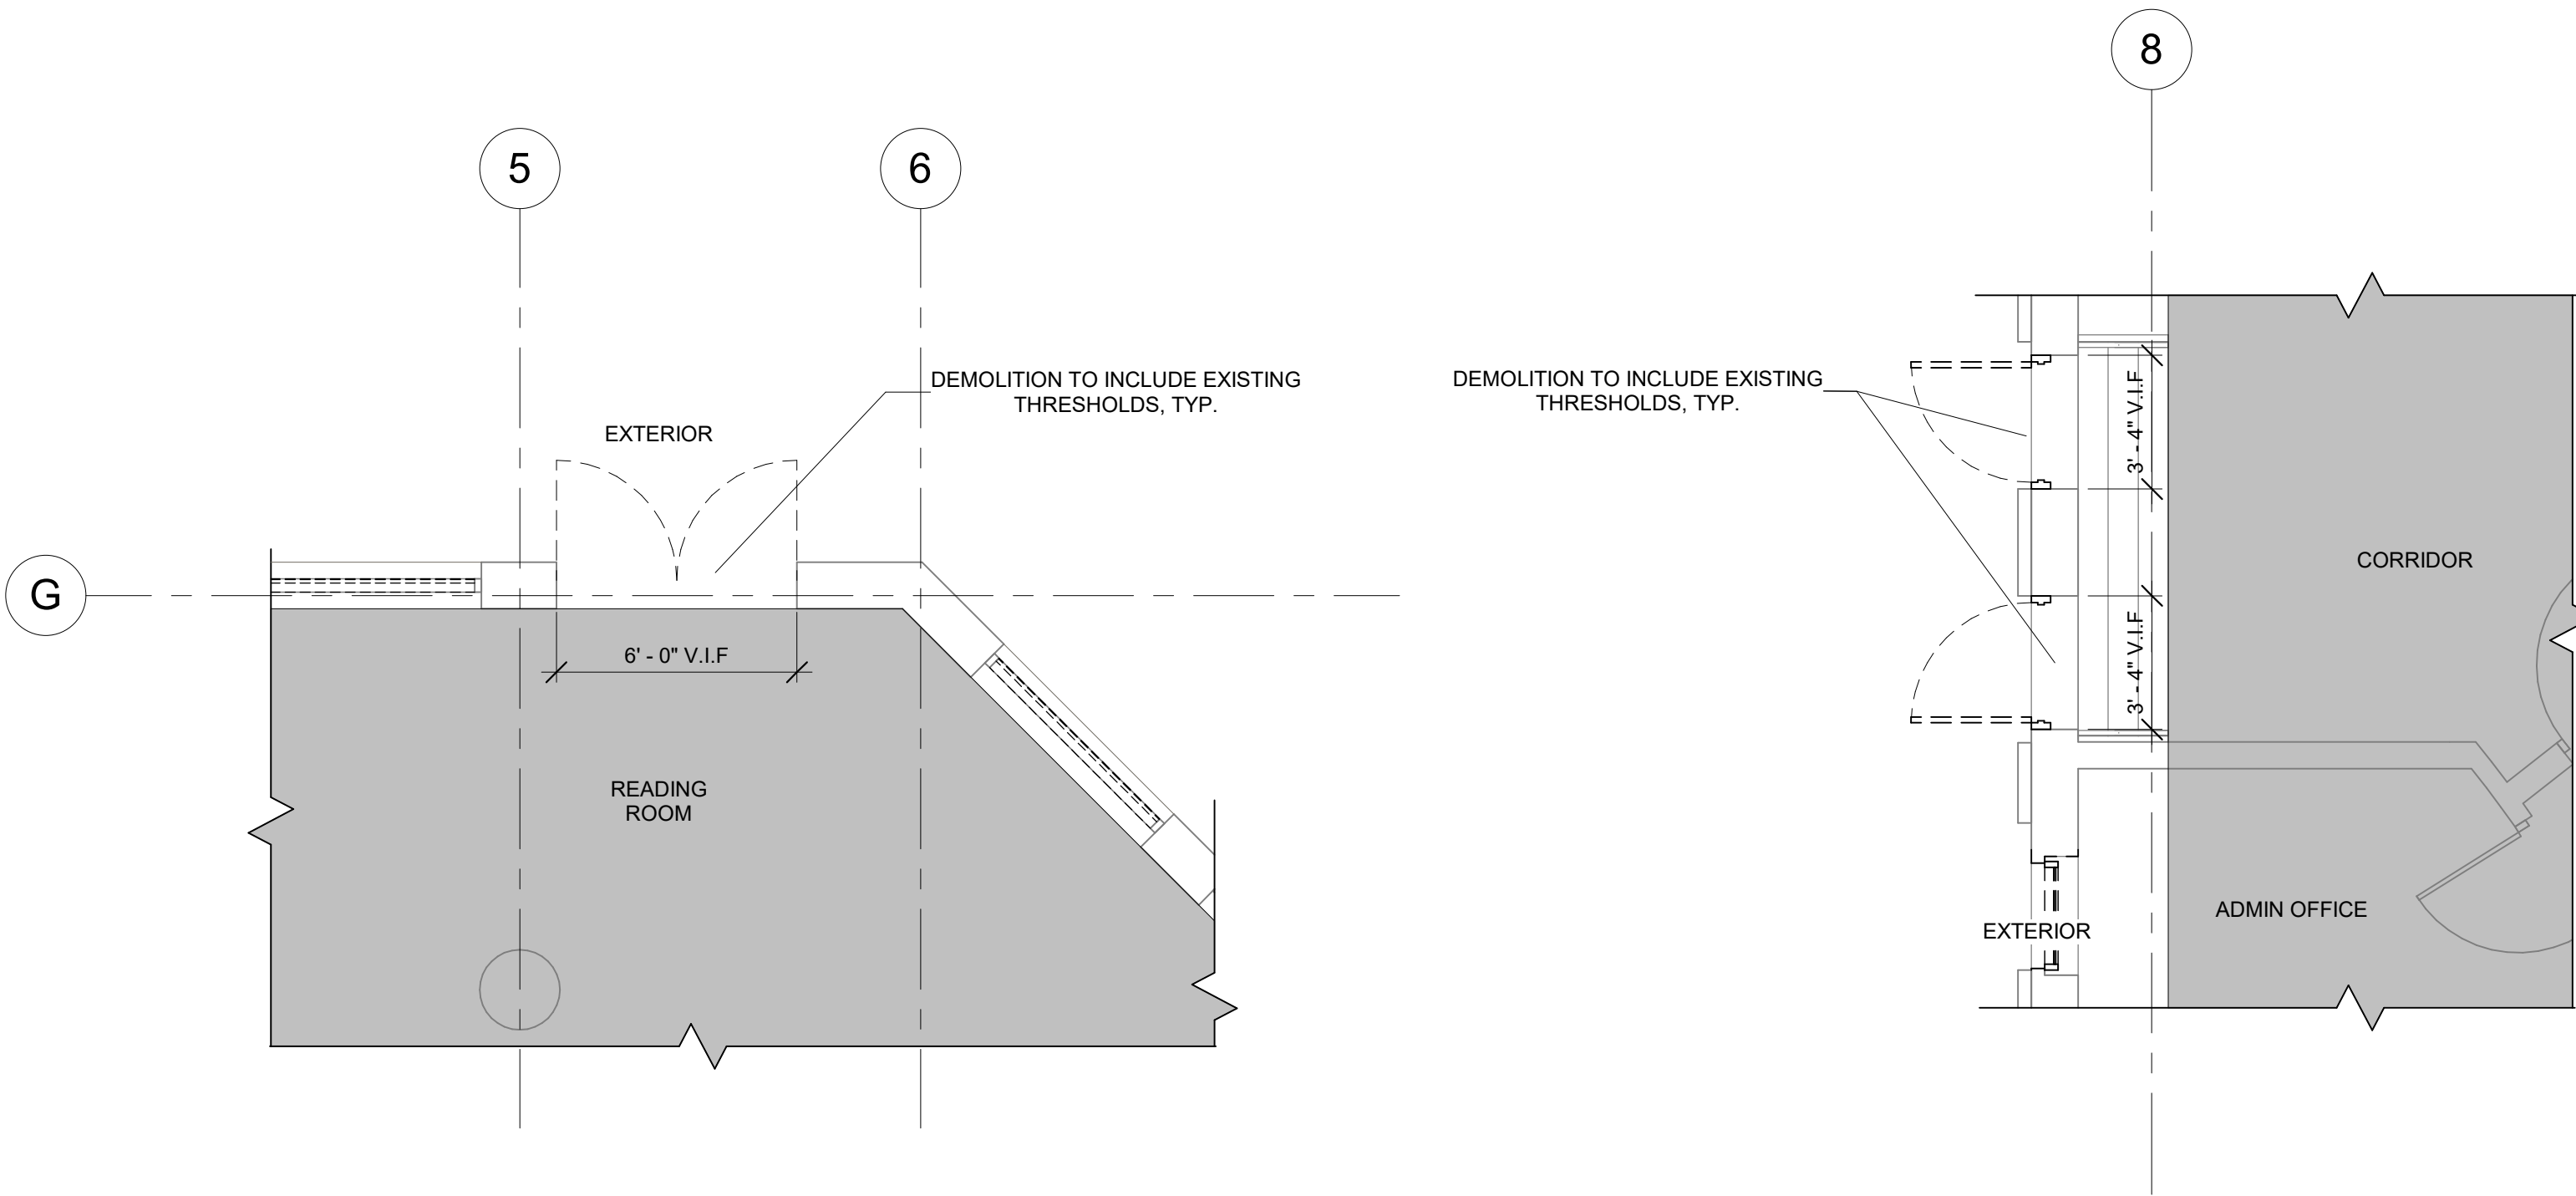 8
5
6
DEMOLITION TO INCLUDE EXISTING
THRESHOLDS, TYP.
EXTERIOR
G
6' - 0" V.I.F
READING
ROOM
DEMOLITION TO INCLUDE EXISTING
THRESHOLDS, TYP.
3' - 4" V.I.F
3' - 4" V.I.F
CORRIDOR
ADMIN OFFICE
EXTERIOR